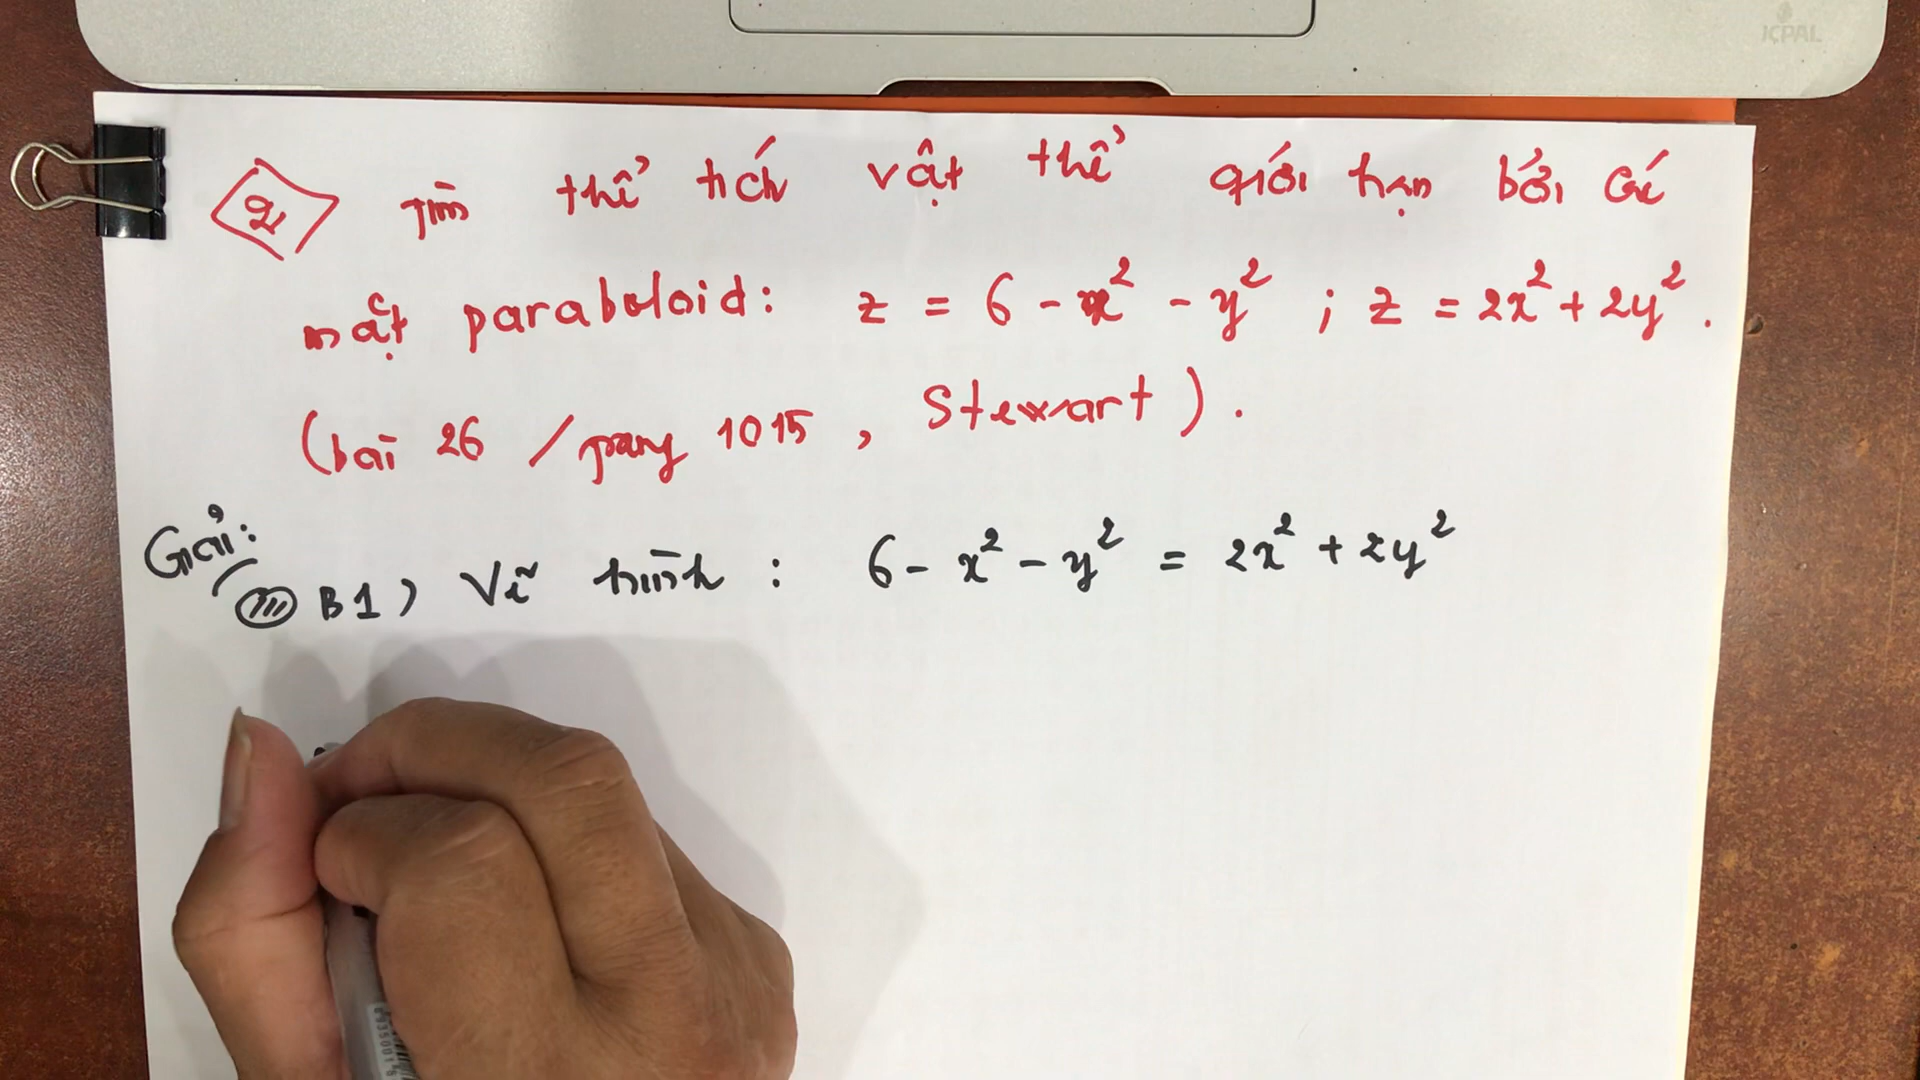 2 Tìm thể tích vật thể giới hạn bởi các
mặt paraboloid: z = 6 - x² - y² ; z = 2x² + 2y².
(bài 26 / trang 1015, Stewart).
Giải:
B1) Vẽ hình : 6 - x² - y² = 2x² + 2y²
JCPAL